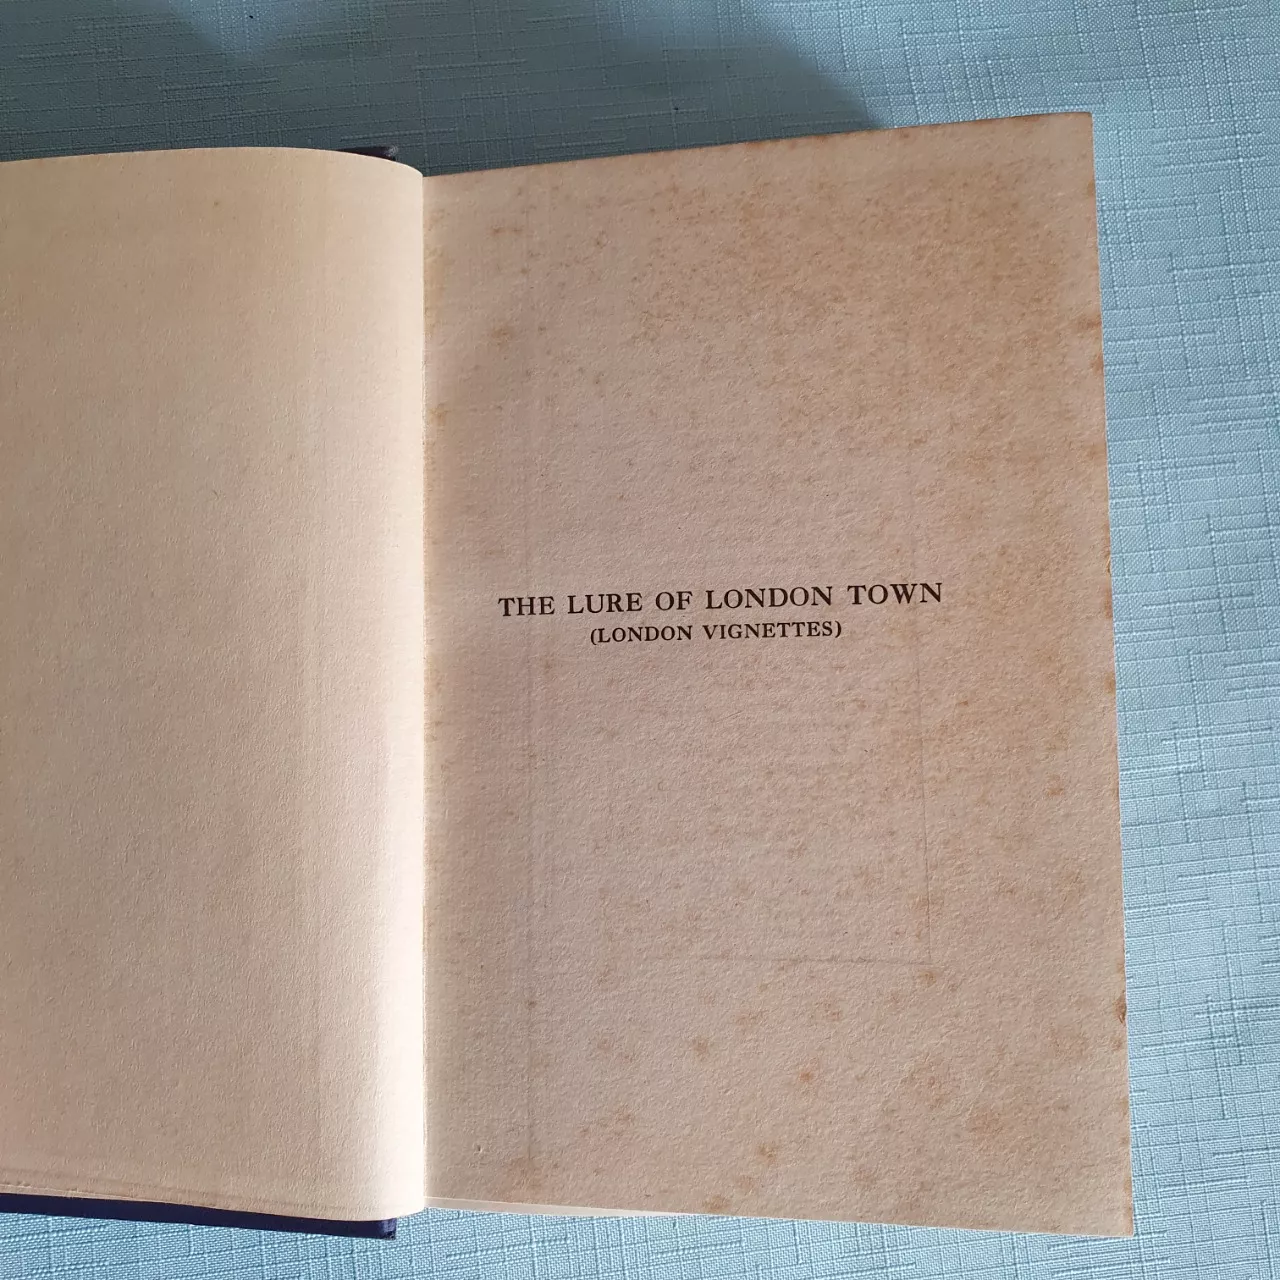 THE LURE OF LONDON TOWN
(LONDON VIGNETTES)